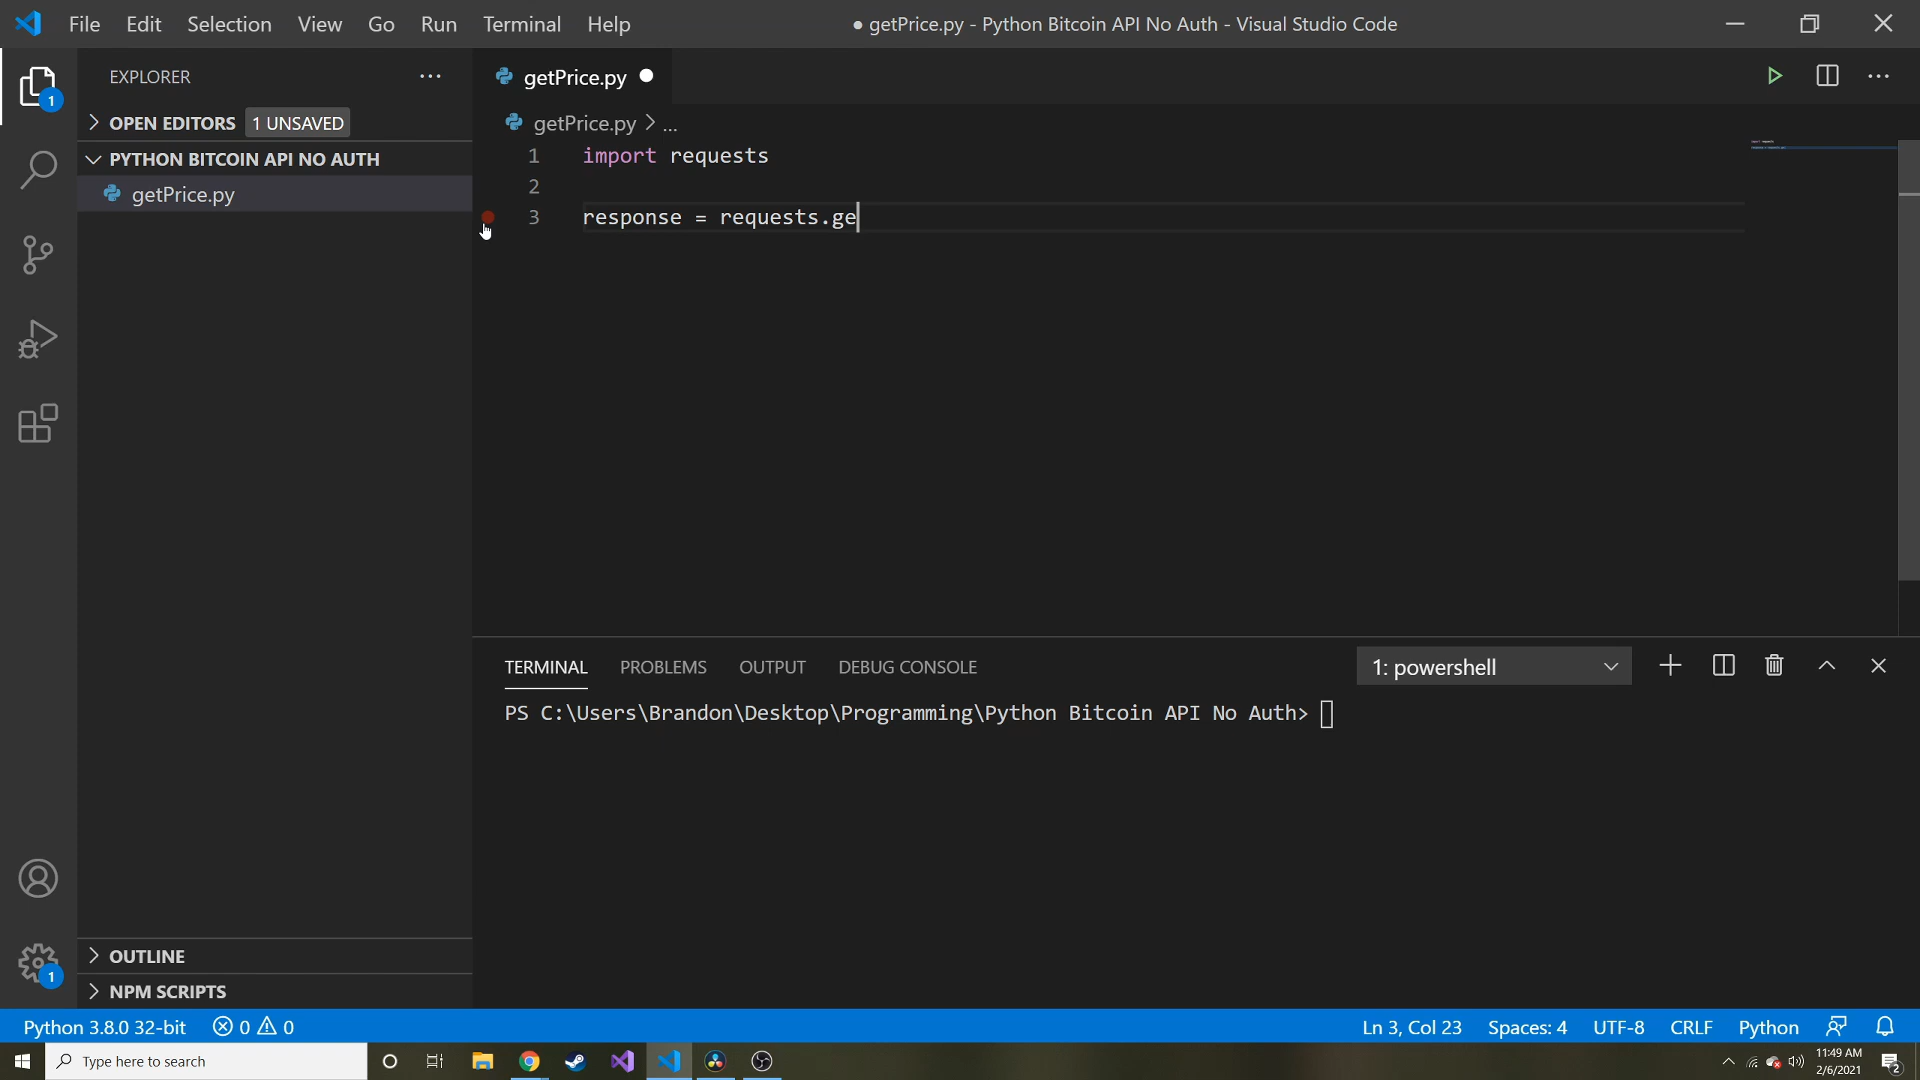 File Edit Selection View Go Run Terminal Help
● getPrice.py - Python Bitcoin API No Auth - Visual Studio Code
EXPLORER
1
OPEN EDITORS 1 UNSAVED
PYTHON BITCOIN API NO AUTH
getPrice.py
getPrice.py
getPrice.py > ...
1 import requests
2
3 response = requests.ge
TERMINAL PROBLEMS OUTPUT DEBUG CONSOLE
1: powershell
PS C:\Users\Brandon\Desktop\Programming\Python Bitcoin API No Auth>
OUTLINE
1
NPM SCRIPTS
Python 3.8.0 32-bit 0 0
Ln 3, Col 23 Spaces: 4 UTF-8 CRLF Python
Type here to search
11:49 AM
2/6/2021
2